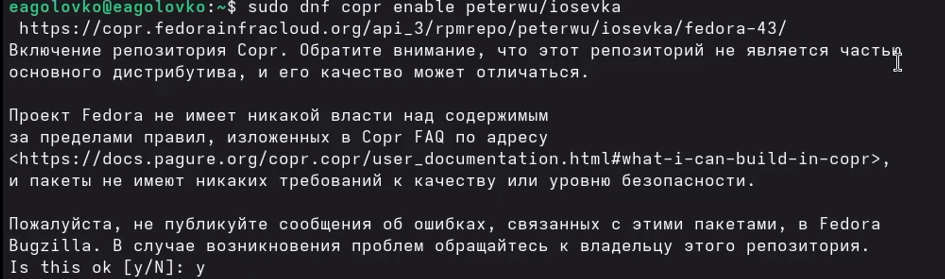 eagolovko@eagolovko:~$ sudo dnf copr enable peterwu/iosevka
https://copr.fedorainfracloud.org/api_3/rpmrepo/peterwu/iosevka/fedora-43/
Включение репозитория Copr. Обратите внимание, что этот репозиторий не является частью
основного дистрибутива, и его качество может отличаться.
Проект Fedora не имеет никакой власти над содержимым
за пределами правил, изложенных в Copr FAQ по адресу
<https://docs.pagure.org/copr.copr/user_documentation.html#what-i-can-build-in-copr>,
и пакеты не имеют никаких требований к качеству или уровню безопасности.
Пожалуйста, не публикуйте сообщения об ошибках, связанных с этими пакетами, в Fedora
Bugzilla. В случае возникновения проблем обращайтесь к владельцу этого репозитория.
Is this ok [y/N]: y